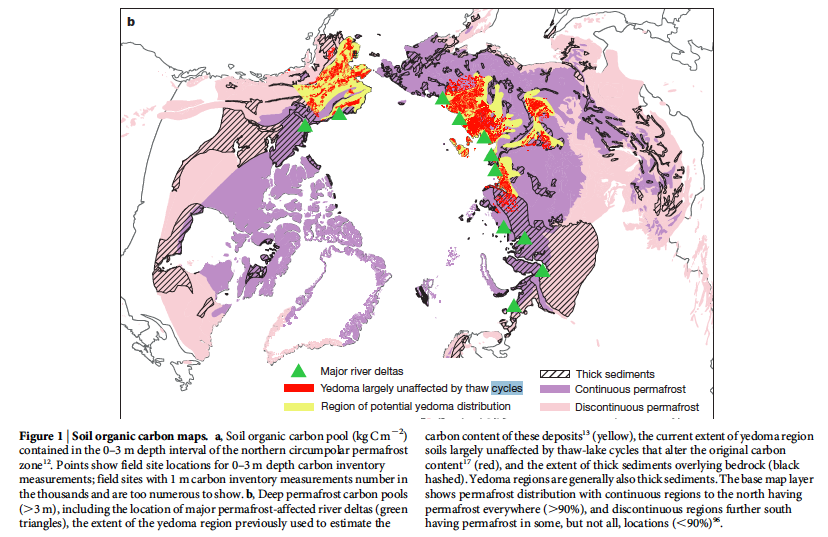 b
Major river deltas
Yedoma largely unaffected by thaw cycles
Region of potential yedoma distribution
Thick sediments
Continuous permafrost
Discontinuous permafrost
Figure 1 | Soil organic carbon maps. a, Soil organic carbon pool (kg C m−2)
contained in the 0–3 m depth interval of the northern circumpolar permafrost
zone12. Points show field site locations for 0–3 m depth carbon inventory
measurements; field sites with 1 m carbon inventory measurements number in
the thousands and are too numerous to show. b, Deep permafrost carbon pools
(>3 m), including the location of major permafrost-affected river deltas (green
triangles), the extent of the yedoma region previously used to estimate the
carbon content of these deposits13 (yellow), the current extent of yedoma region
soils largely unaffected by thaw-lake cycles that alter the original carbon
content17 (red), and the extent of thick sediments overlying bedrock (black
hashed). Yedoma regions are generally also thick sediments. The base map layer
shows permafrost distribution with continuous regions to the north having
permafrost everywhere (>90%), and discontinuous regions further south
having permafrost in some, but not all, locations (<90%)96.